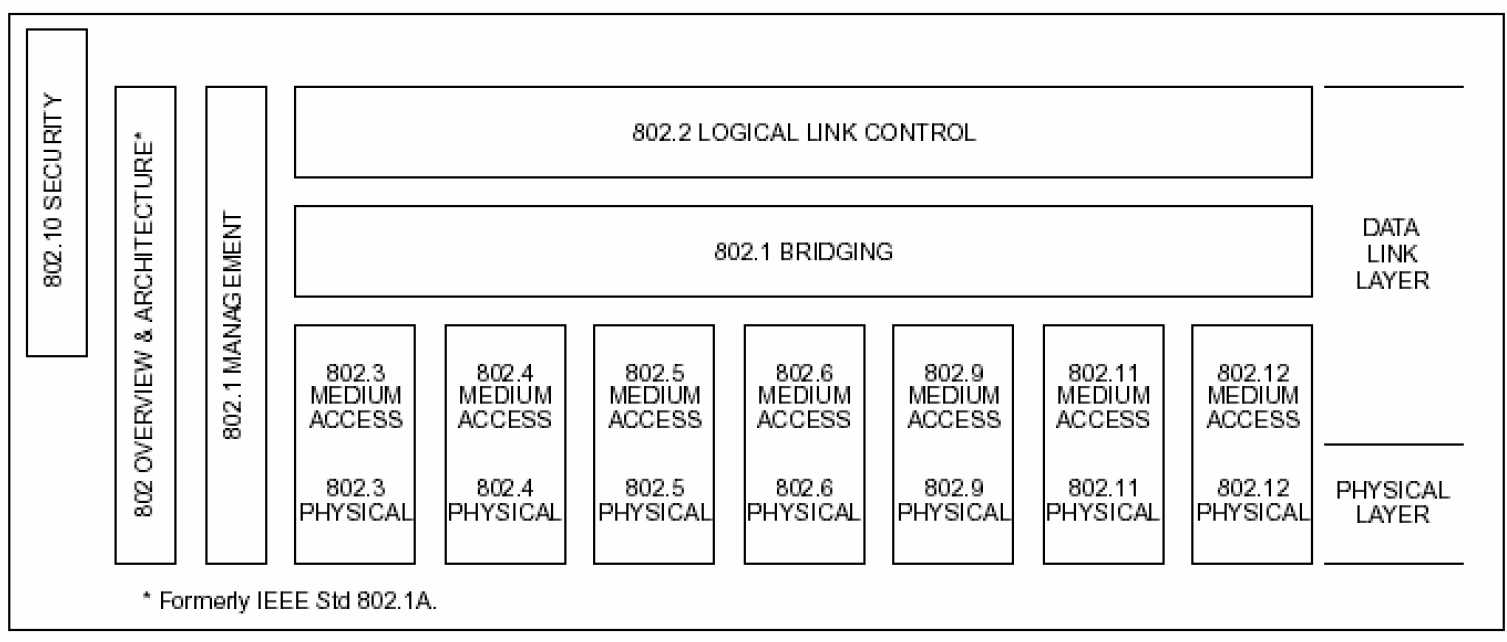 802.10 SECURITY
802 OVERVIEW & ARCHITECTURE*
802.1 MANAGEMENT
802.2 LOGICAL LINK CONTROL
802.1 BRIDGING
DATA
LINK
LAYER
802.3
MEDIUM
ACCESS
802.3
PHYSICAL
802.4
MEDIUM
ACCESS
802.4
PHYSICAL
802.5
MEDIUM
ACCESS
802.5
PHYSICAL
802.6
MEDIUM
ACCESS
802.6
PHYSICAL
802.9
MEDIUM
ACCESS
802.9
PHYSICAL
802.11
MEDIUM
ACCESS
802.11
PHYSICAL
802.12
MEDIUM
ACCESS
802.12
PHYSICAL
PHYSICAL
LAYER
* Formerly IEEE Std 802.1A.